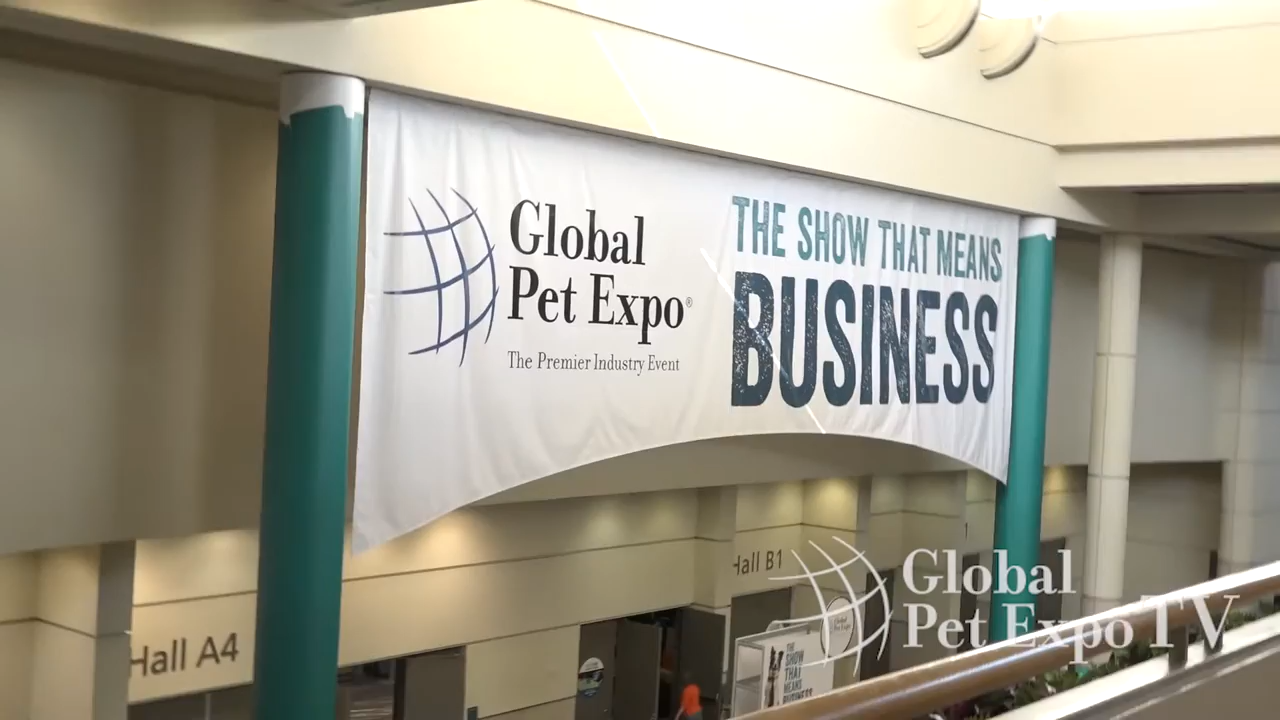 Global
Pet Expo®
The Premier Industry Event
THE SHOW THAT MEANS
BUSINESS
Hall A4
Hall B1
THE
SHOW
THAT
MEANS
BUSINESS
Global
Pet Expo TV